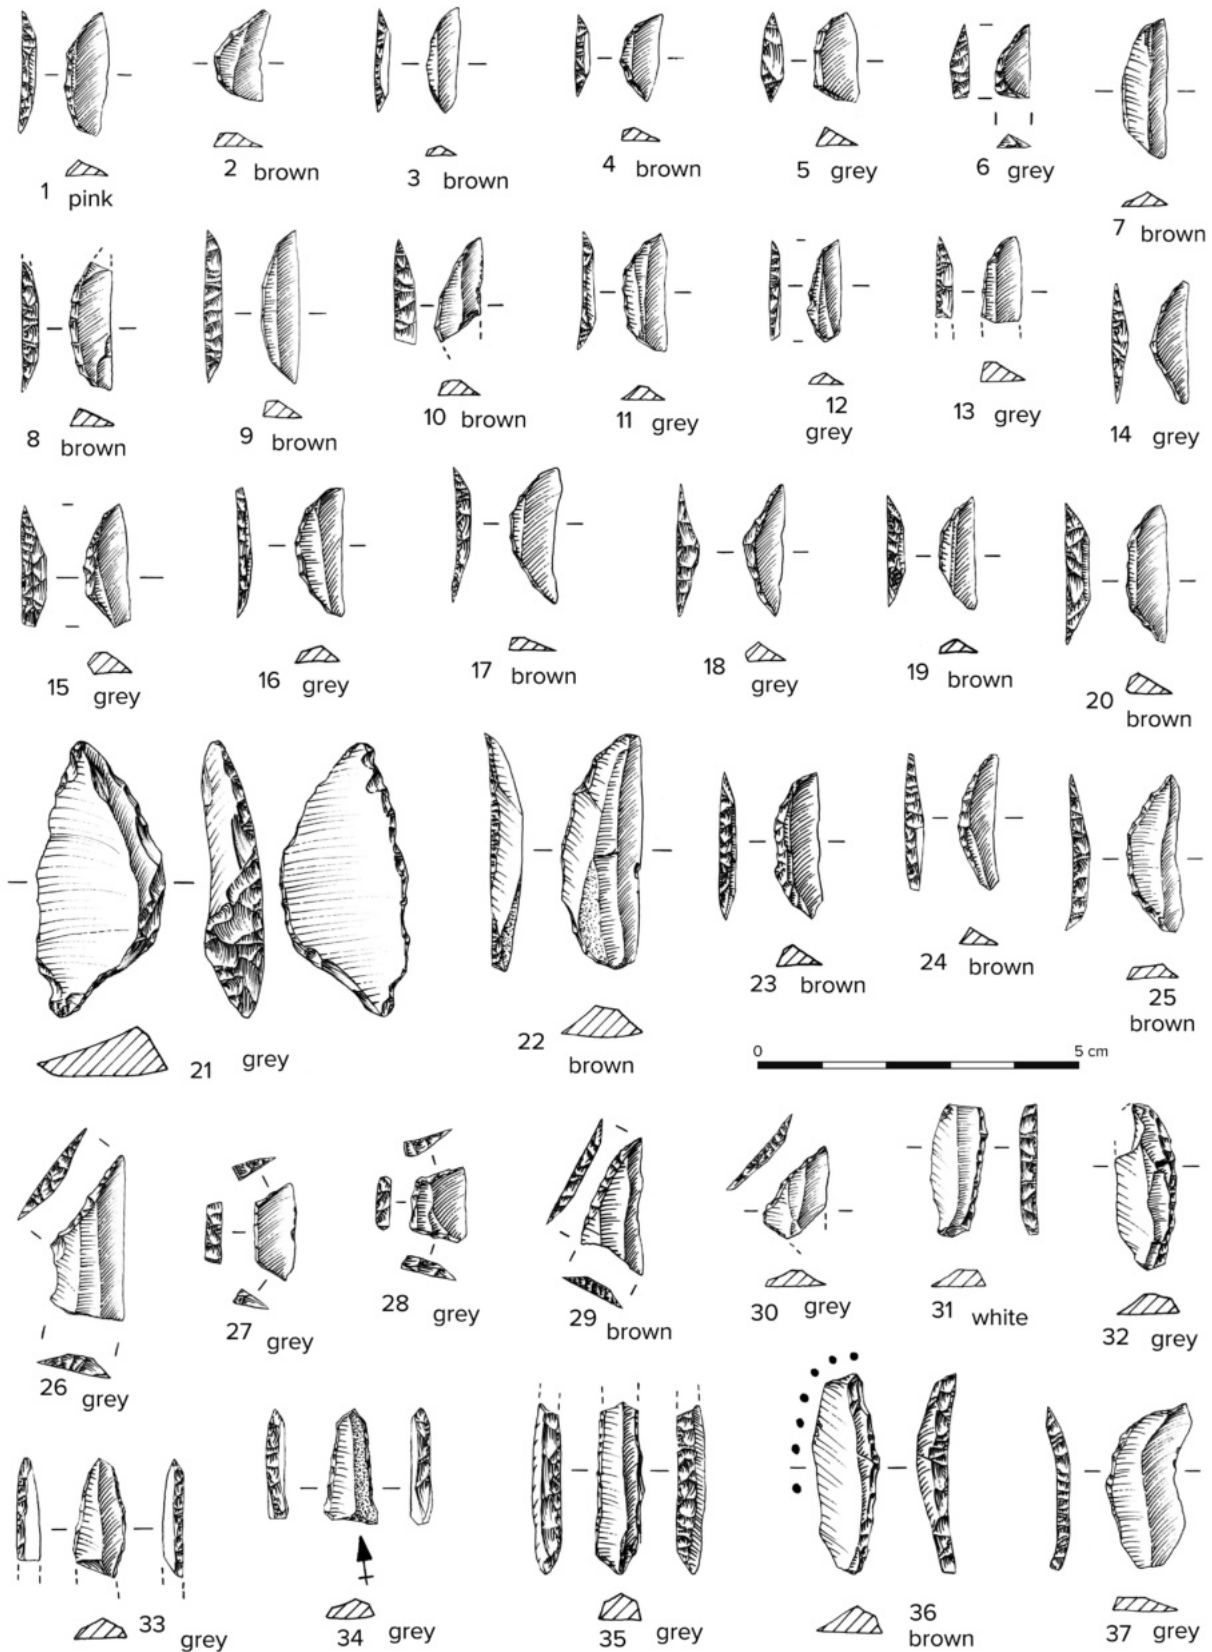 1 pink
2 brown
3 brown
4 brown
5 grey
6 grey
7 brown
8 brown
9 brown
10 brown
11 grey
12
grey
13 grey
14 grey
15 grey
16 grey
17 brown
18 grey
19 brown
20
brown
21 grey
22
brown
23 brown
24 brown
25
brown
0 5 cm
26 grey
27 grey
28 grey
29 brown
30 grey
31 white
32 grey
33 grey
34 grey
35 grey
36
brown
37 grey